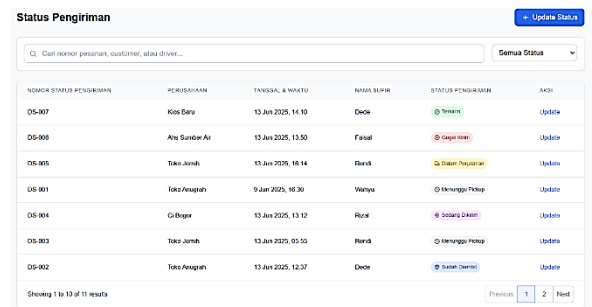 Status Pengiriman
+ Update Status
Cari nomor pesanan, customer, atau driver...
Semua Status
NOMOR STATUS PENGIRIMAN PERUSAHAAN TANGGAL & WAKTU NAMA SUPIR STATUS PENGIRIMAN AKSI
DS-007 Kios Baru 13 Jun 2025, 14.10 Dede Terkirim Update
DS-006 Ahs Sumber Air 13 Jun 2025, 13.50 Faisal Gagal Kirim Update
DS-005 Toko Jernih 13 Jun 2025, 16.14 Rendi Dalam Perjalanan Update
DS-001 Toko Anugrah 9 Jun 2025, 16.30 Wahyu Menunggu Pickup Update
DS-004 Ci Bogor 13 Jun 2025, 13.12 Rizal Sedang Dikirim Update
DS-003 Toko Jernih 13 Jun 2025, 05.55 Rendi Menunggu Pickup Update
DS-002 Toko Anugrah 13 Jun 2025, 12.37 Dede Sudah Diambil Update
Showing 1 to 10 of 11 results
Previous 1 2 Next